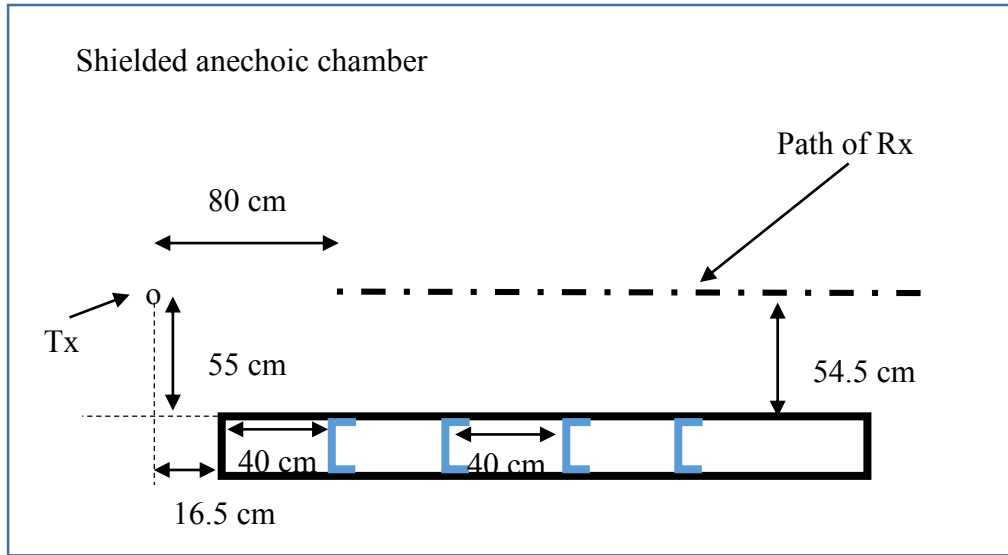 Shielded anechoic chamber
Path of Rx
80 cm
o
Tx
55 cm
54.5 cm
40 cm
40 cm
16.5 cm